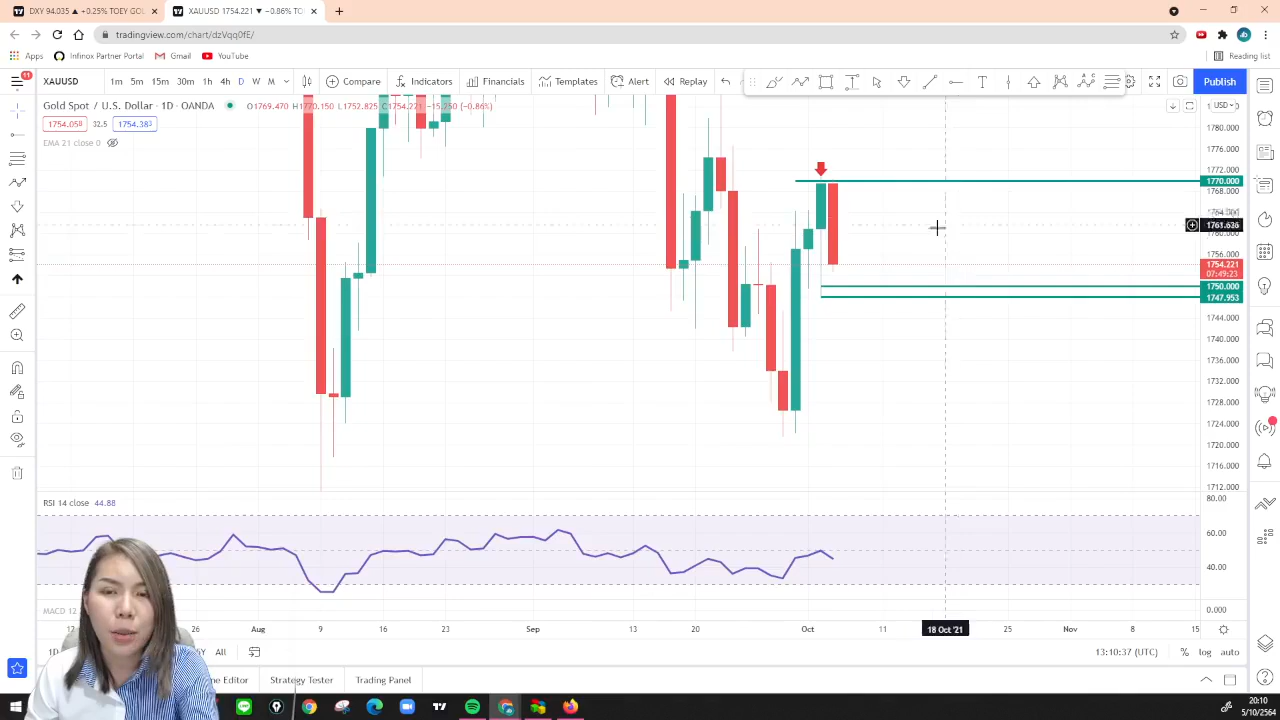 DXY 94.035 ▲ +0.25% TOEY GOL
XAUUSD 1754.221 ▼ −0.86% TO
tradingview.com/chart/dzVqq0fE/
Apps
Infinox Partner Portal
Gmail
YouTube
Reading list
11
XAUUSD
1m 5m 15m 30m 1h 4h D W M
Compare
Indicators
Financials
Templates
Alert
Replay
Publish
Gold Spot / U.S. Dollar · 1D · OANDA
O1769.470 H1770.150 L1752.825 C1754.221 −15.250 (−0.86%)
USD
1754.058
32.5
1754.383
EMA 21 close 0
1780.000
1776.000
1772.000
1770.000
1768.000
1761.626
1760.000
1756.000
1754.221
07:49:23
1750.000
1747.953
1744.000
1740.000
1736.000
1732.000
1728.000
1724.000
1720.000
1716.000
1712.000
RSI 14 close 44.88
80.00
60.00
40.00
MACD 12
0.000
26
Aug
9
16
23
Sep
13
20
Oct
11
18 Oct '21
25
Nov
8
15
1D
All
13:10:37 (UTC)
%
log
auto
ne Editor
Strategy Tester
Trading Panel
20:10
5/10/2564